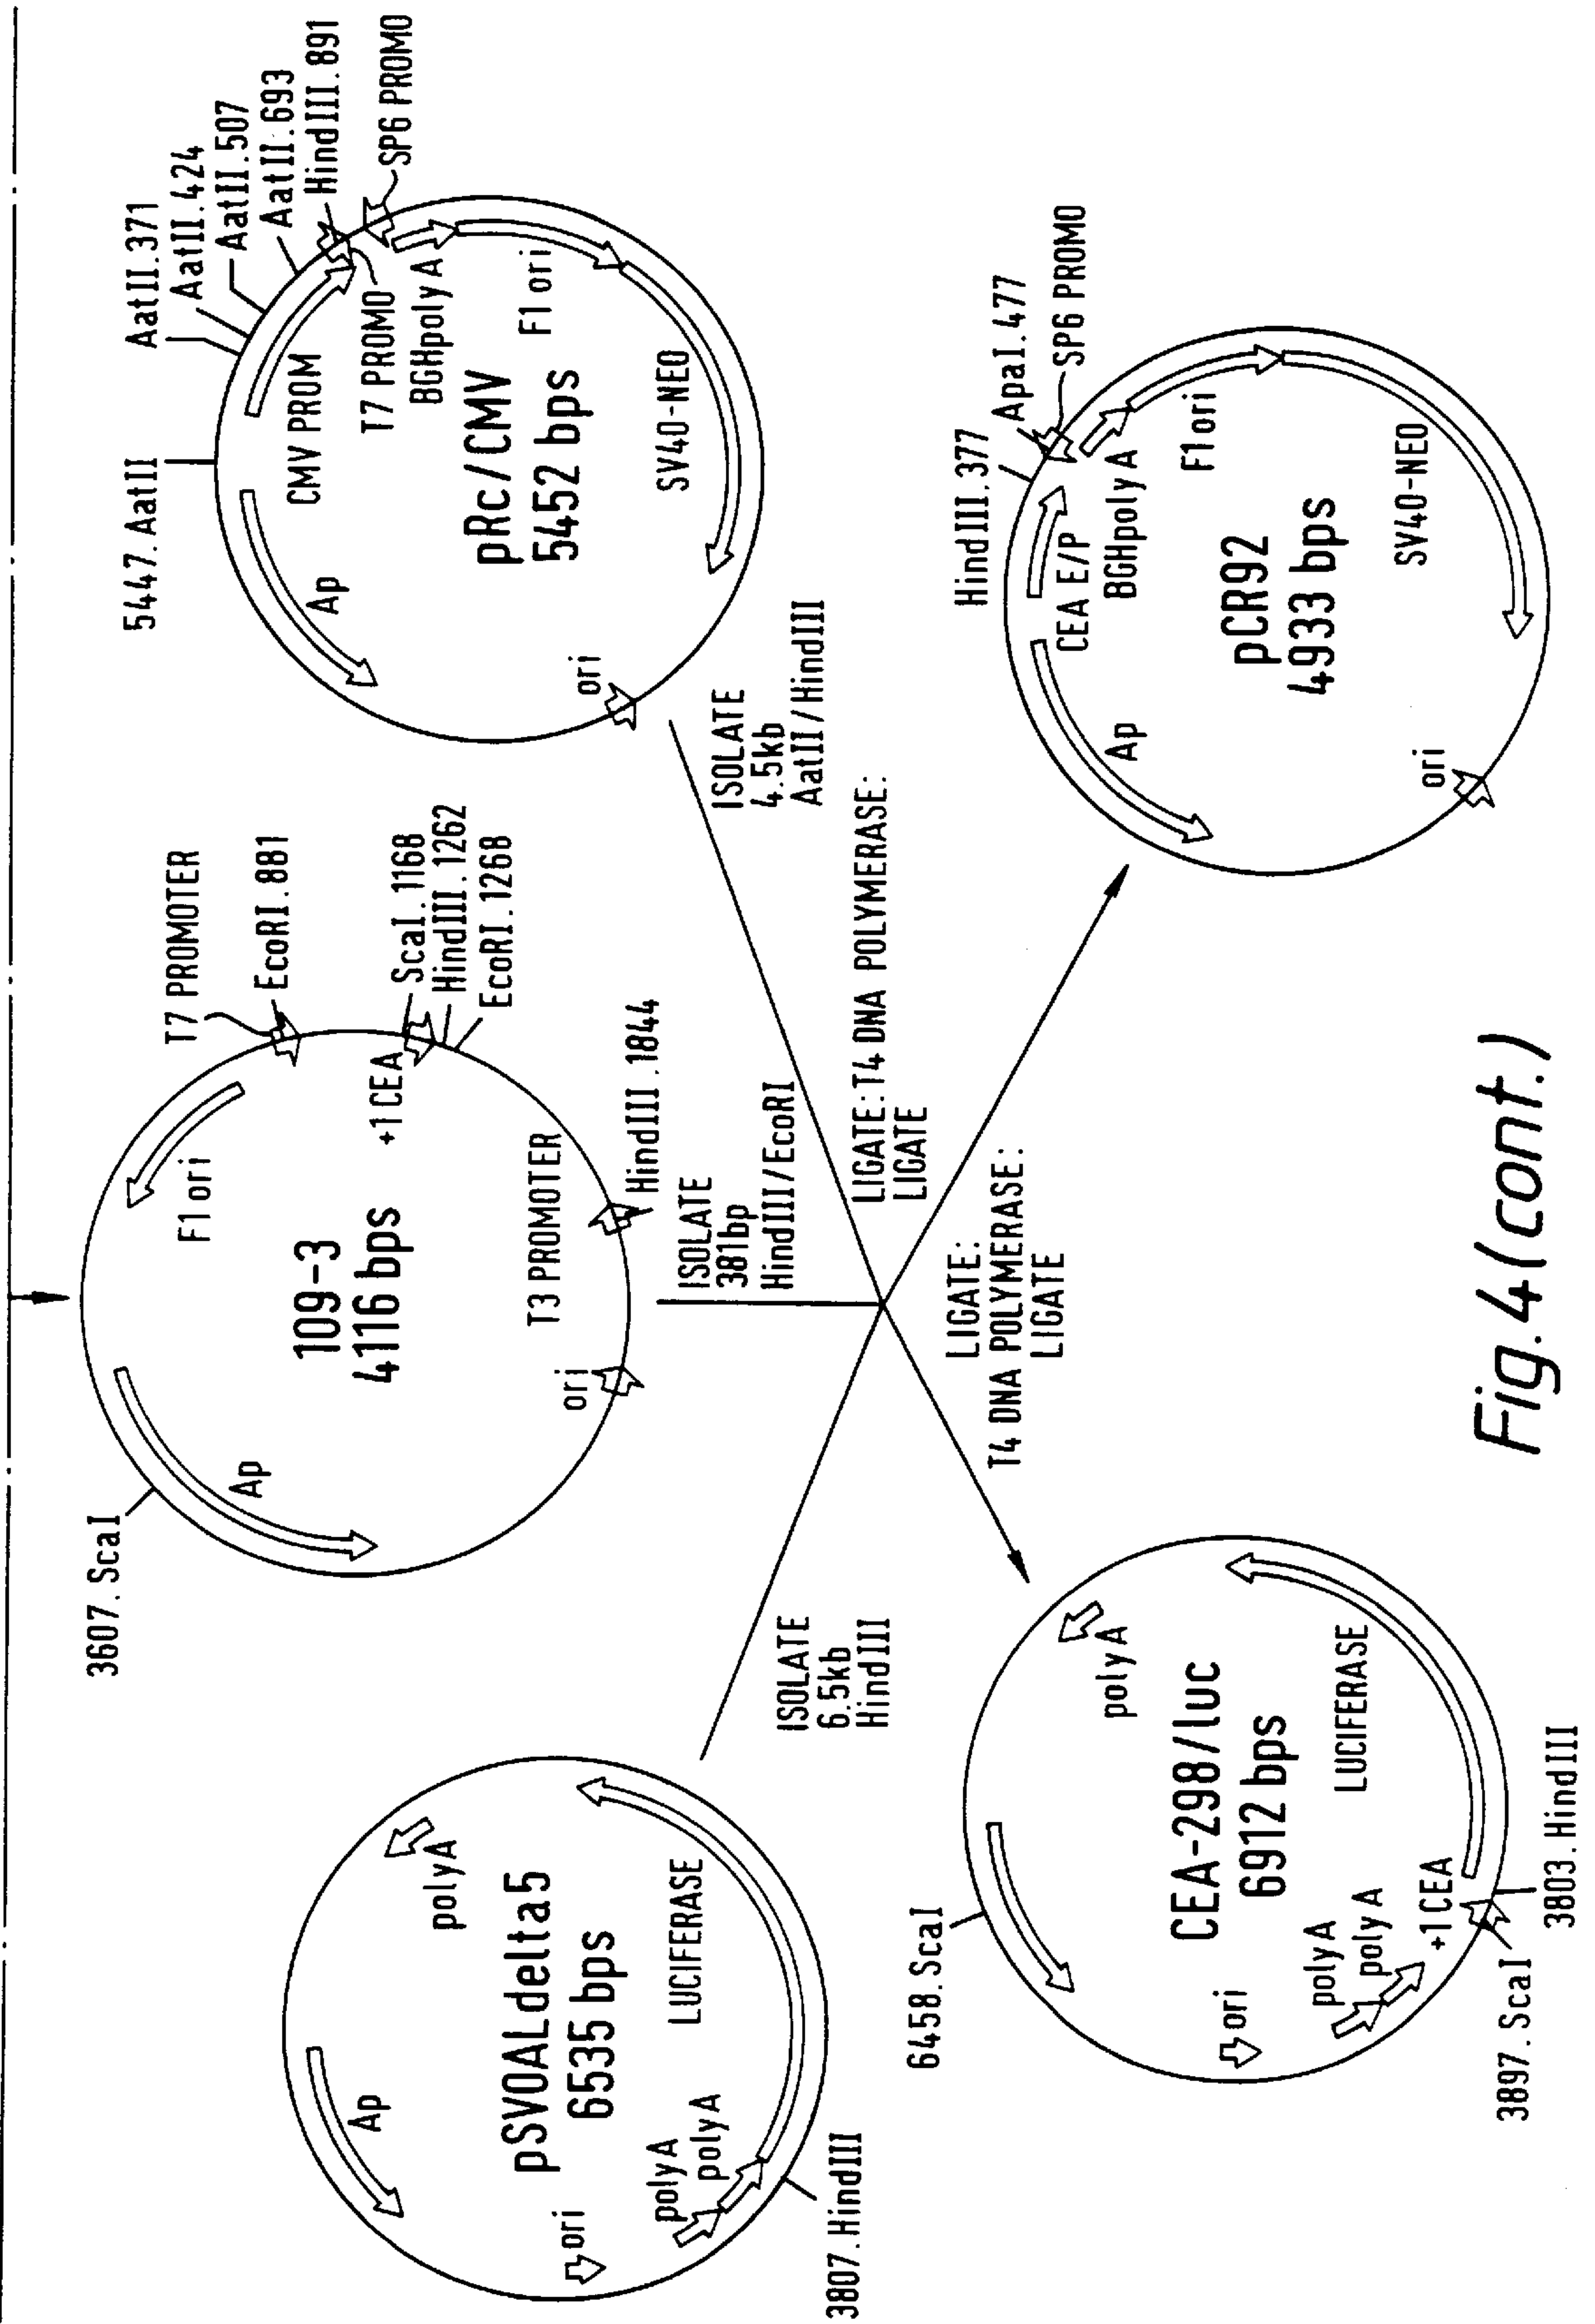 3807.HindIII
pSV0ALdelta5
6535 bps
Ap
polyA
LUCIFERASE
polyA
polyA
ori
ISOLATE
6.5kb
HindIII
3607.ScaI
109-3
4116 bps
F1 ori
Ap
T7 PROMOTER
EcoRI.881
+1 CEA
ScaI.1168
HindIII.1262
EcoRI.1268
T3 PROMOTER
HindIII.1844
ori
ISOLATE
381bp
HindIII/EcoRI
5447.AatII
AatII.371
AatII.424
AatII.507
AatII.693
HindIII.891
SP6 PROMO
CMV PROM
T7 PROMO
BGHpolyA
F1 ori
pRc/CMV
5452 bps
SV40-NEO
Ap
ori
ISOLATE
4.5kb
AatII/HindIII
LIGATE:
T4 DNA POLYMERASE:
LIGATE
LIGATE:T4 DNA POLYMERASE:
LIGATE
6458.ScaI
polyA
CEA-298/luc
6912 bps
LUCIFERASE
ori
polyA
polyA
+1 CEA
3897.ScaI
3803.HindIII
HindIII.377
ApaI.477
SP6 PROMO
CEA E/P
BGHpolyA
F1 ori
pCR92
4933 bps
SV40-NEO
Ap
ori
Fig.4(cont.)